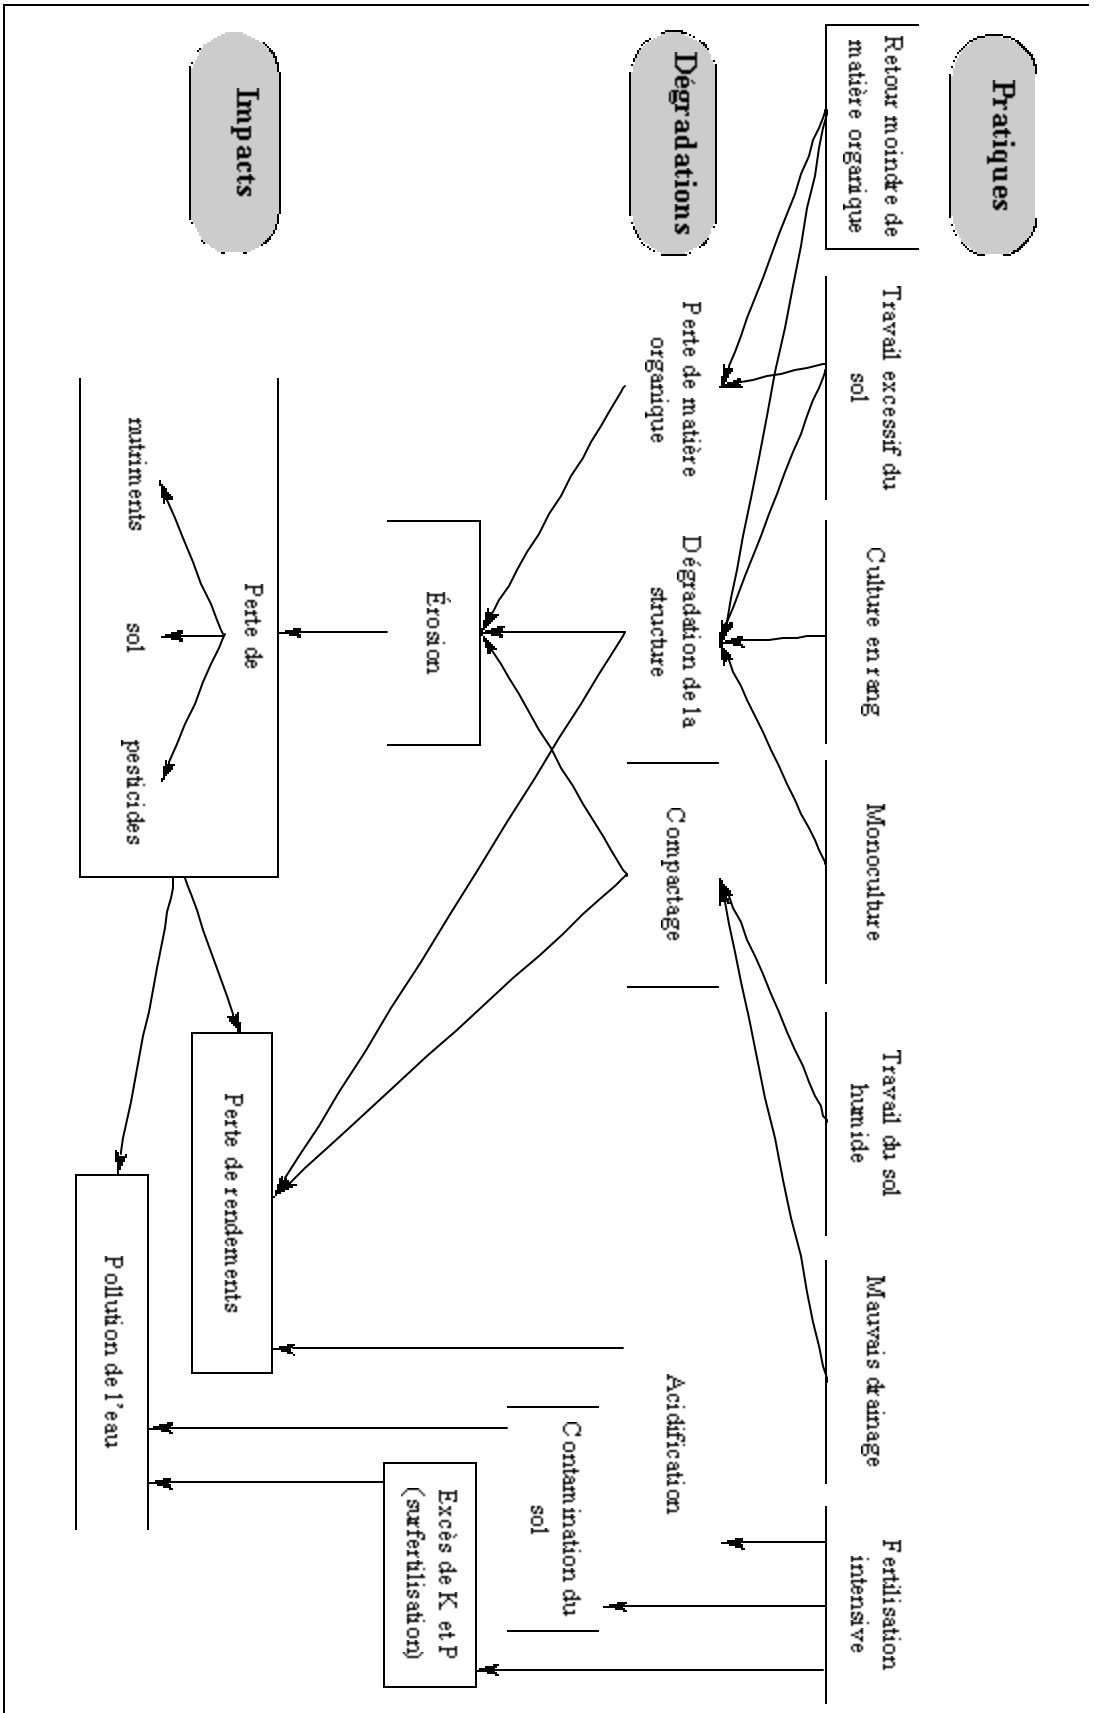 Pratiques
Retour moindre de
matière organique
Travail excessif du
sol
Culture en rang
Monoculture
Travail du sol
humide
Mauvais drainage
Fertilisation
intensive
Dégradations
Perte de matière
organique
Dégradation de la
structure
Compactage
Acidification
Contamination du
sol
Excès de K et P
(surfertilisation)
Érosion
Impacts
Perte de
nutriments
sol
pesticides
Perte de rendements
Pollution de l'eau